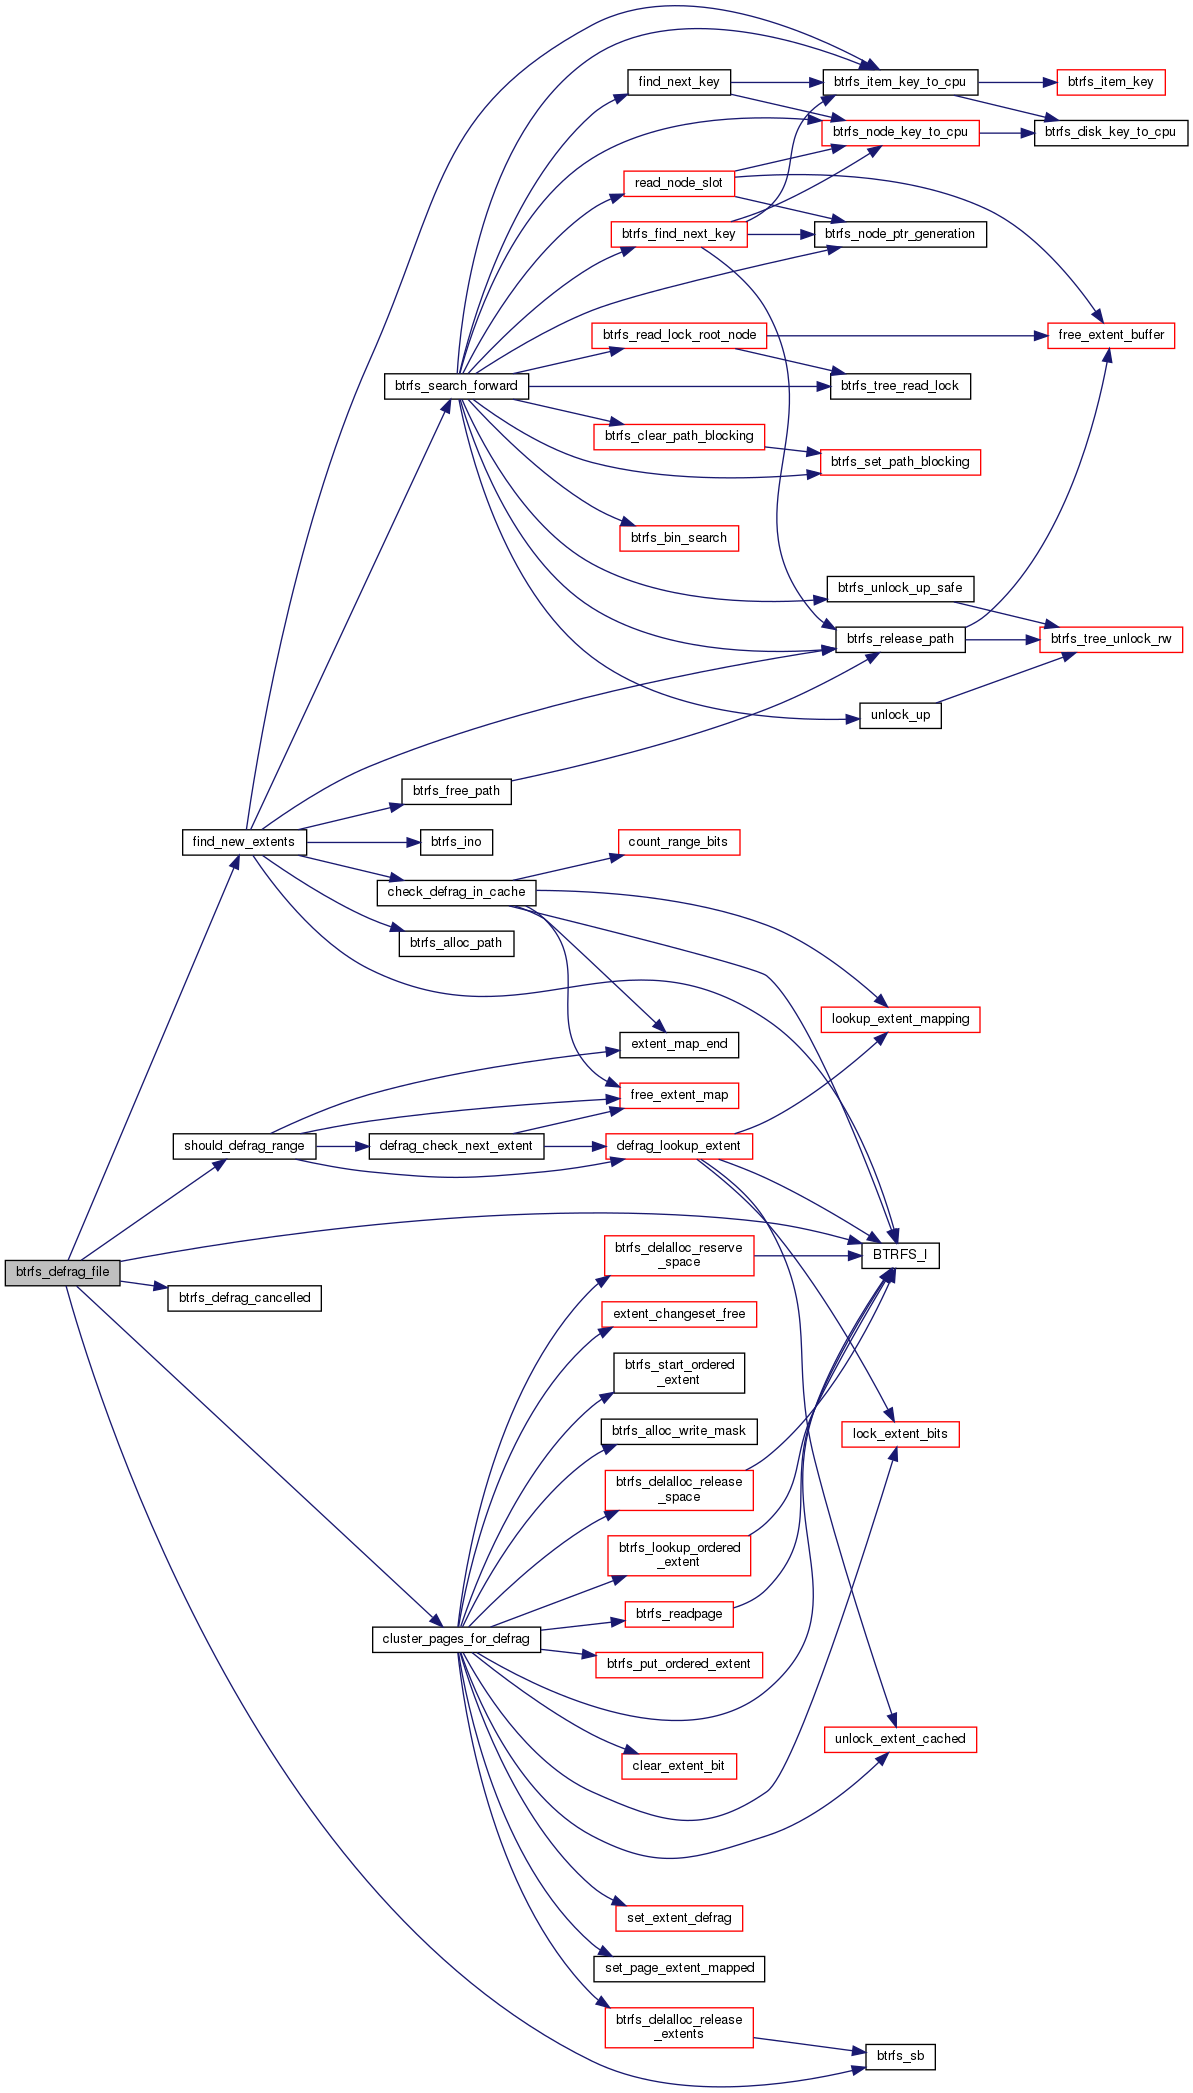 find_next_key
btrfs_item_key_to_cpu
btrfs_item_key
btrfs_node_key_to_cpu
btrfs_disk_key_to_cpu
read_node_slot
btrfs_find_next_key
btrfs_node_ptr_generation
btrfs_read_lock_root_node
free_extent_buffer
btrfs_search_forward
btrfs_tree_read_lock
btrfs_clear_path_blocking
btrfs_set_path_blocking
btrfs_bin_search
btrfs_unlock_up_safe
btrfs_release_path
btrfs_tree_unlock_rw
unlock_up
btrfs_free_path
find_new_extents
btrfs_ino
count_range_bits
check_defrag_in_cache
btrfs_alloc_path
lookup_extent_mapping
extent_map_end
free_extent_map
should_defrag_range
defrag_check_next_extent
defrag_lookup_extent
btrfs_delalloc_reserve
_space
BTRFS_I
btrfs_defrag_file
btrfs_defrag_cancelled
extent_changeset_free
btrfs_start_ordered
_extent
btrfs_alloc_write_mask
lock_extent_bits
btrfs_delalloc_release
_space
btrfs_lookup_ordered
_extent
btrfs_readpage
cluster_pages_for_defrag
btrfs_put_ordered_extent
unlock_extent_cached
clear_extent_bit
set_extent_defrag
set_page_extent_mapped
btrfs_delalloc_release
_extents
btrfs_sb